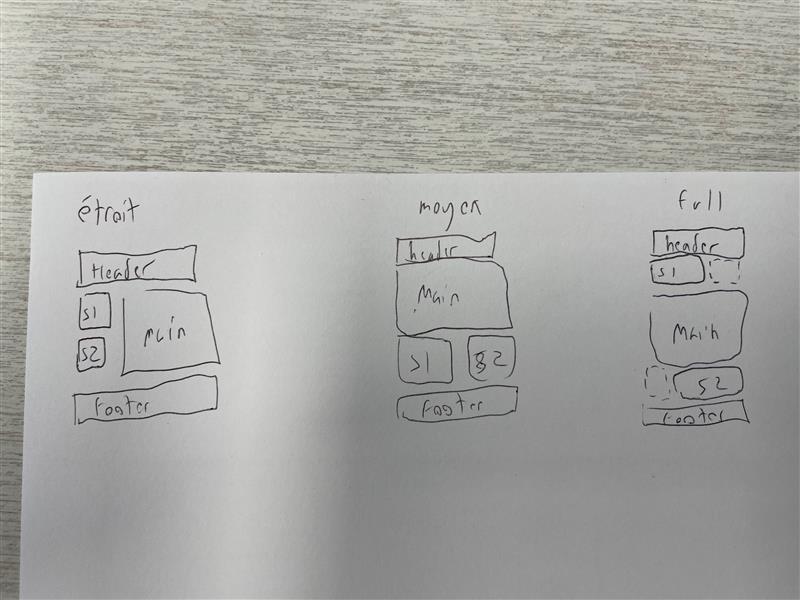 étroit
Header
S1
main
S2
Footer
moyen
header
Main
S1
S2
Footer
full
header
S1
Main
S2
Footer